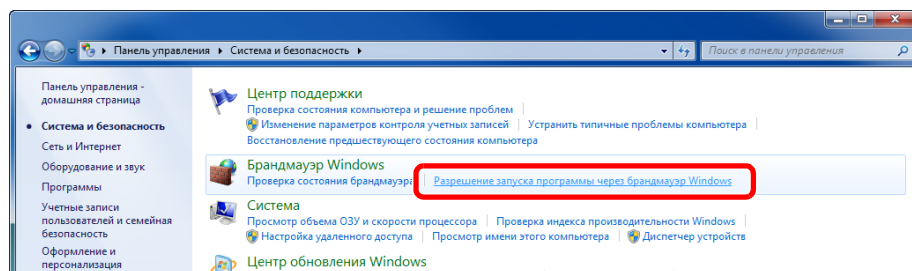 Панель управления ▸ Система и безопасность ▸
Поиск в панели управления
Панель управления -
домашняя страница
Система и безопасность
Сеть и Интернет
Оборудование и звук
Программы
Учетные записи
пользователей и семейная
безопасность
Оформление и
персонализация
Центр поддержки
Проверка состояния компьютера и решение проблем
Изменение параметров контроля учетных записей
Устранить типичные проблемы компьютера
Восстановление предшествующего состояния компьютера
Брандмауэр Windows
Проверка состояния брандмауэра
Разрешение запуска программы через брандмауэр Windows
Система
Просмотр объема ОЗУ и скорости процессора
Проверка индекса производительности Windows
Настройка удаленного доступа
Просмотр имени этого компьютера
Диспетчер устройств
Центр обновления Windows